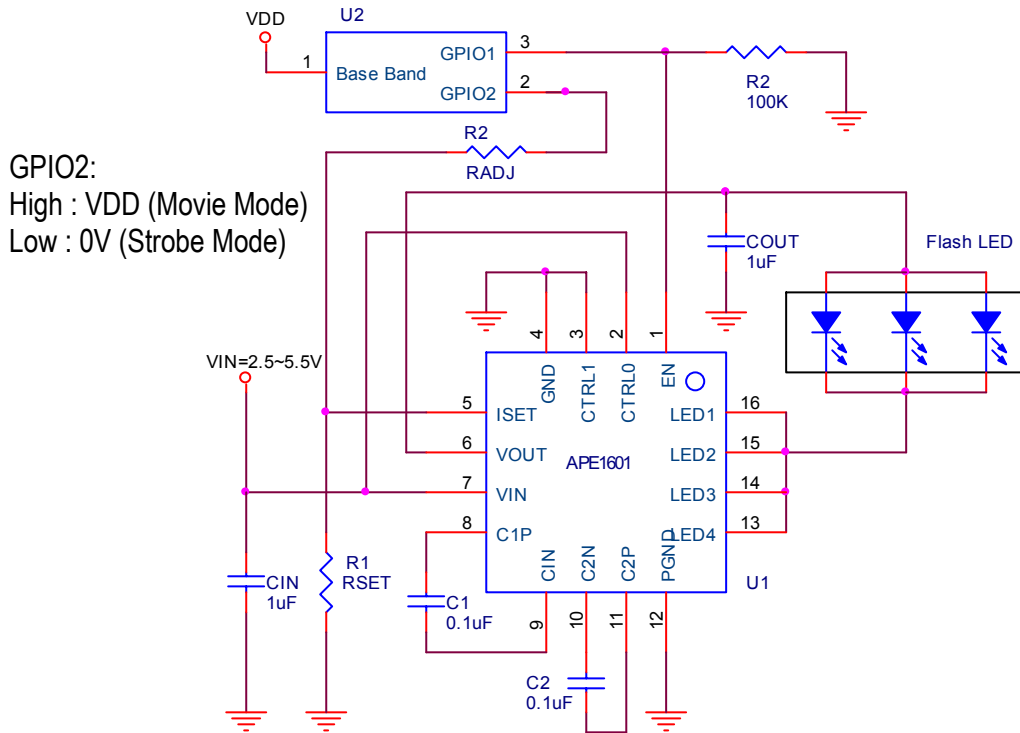 U2
VDD
1
Base Band
GPIO1
3
GPIO2
2
R2
100K
R2
RADJ
GPIO2:
High : VDD (Movie Mode)
Low : 0V (Strobe Mode)
COUT
1uF
Flash LED
VIN=2.5~5.5V
4
3
2
1
GND
CTRL1
CTRL0
EN
5
ISET
LED1
16
6
VOUT
APE1601
LED2
15
7
VIN
LED3
14
8
C1P
LED4
13
CIN
C2N
C2P
PGND
U1
9
10
11
12
CIN
1uF
R1
RSET
C1
0.1uF
C2
0.1uF